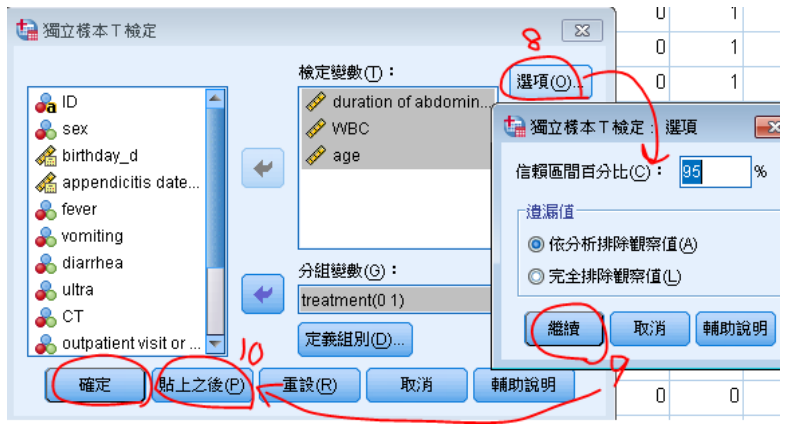 獨立樣本 T 檢定
ID
sex
birthday_d
appendicitis date...
fever
vomiting
diarrhea
ultra
CT
outpatient visit or ...
檢定變數(T)：
duration of abdomin...
WBC
age
分組變數(G)：
treatment(0 1)
定義組別(D)...
8
選項(O)...
獨立樣本 T 檢定：選項
信賴區間百分比(C)：
95
%
遺漏值
依分析排除觀察值(A)
完全排除觀察值(L)
繼續
取消
輔助說明
9
10
確定
貼上之後(P)
重設(R)
取消
輔助說明
0 1
0 1
0 1
0 0